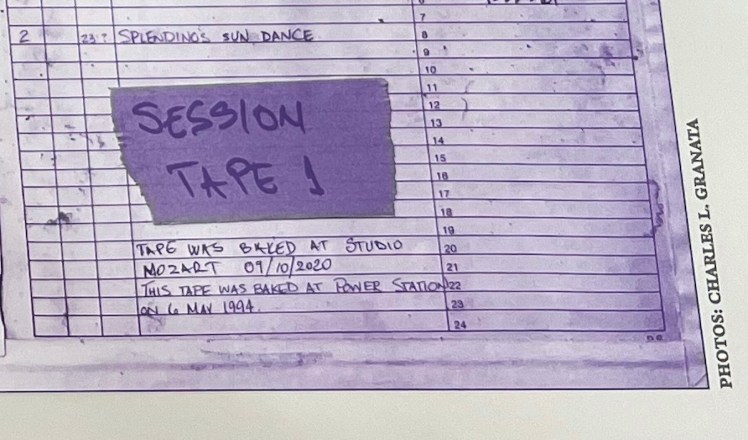 7
2 23: SPLENDINO'S SUN DANCE 8
9
10
11
12
13
14
15
16
17
18
19
SESSION
TAPE 1
TAPE WAS BAKED AT STUDIO 20
MOZART 09/10/2020 21
THIS TAPE WAS BAKED AT POWER STATION 22
ON 6 MAY 1994. 23
24
PHOTOS: CHARLES L. GRANATA